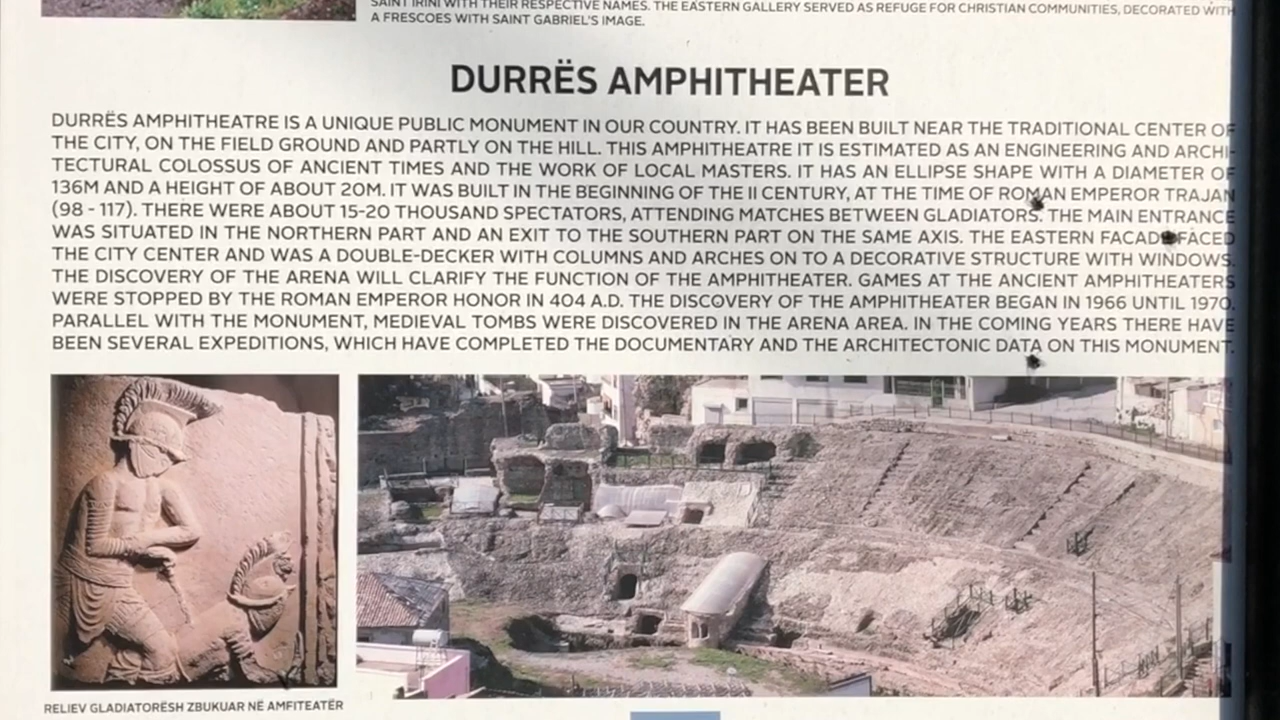 SAINT IRINI WITH THEIR RESPECTIVE NAMES. THE EASTERN GALLERY SERVED AS REFUGE FOR CHRISTIAN COMMUNITIES, DECORATED WITH
A FRESCOES WITH SAINT GABRIEL'S IMAGE.
DURRËS AMPHITHEATER
DURRËS AMPHITHEATRE IS A UNIQUE PUBLIC MONUMENT IN OUR COUNTRY. IT HAS BEEN BUILT NEAR THE TRADITIONAL CENTER OF
THE CITY, ON THE FIELD GROUND AND PARTLY ON THE HILL. THIS AMPHITHEATRE IT IS ESTIMATED AS AN ENGINEERING AND ARCHI-
TECTURAL COLOSSUS OF ANCIENT TIMES AND THE WORK OF LOCAL MASTERS. IT HAS AN ELLIPSE SHAPE WITH A DIAMETER OF
136M AND A HEIGHT OF ABOUT 20M. IT WAS BUILT IN THE BEGINNING OF THE II CENTURY, AT THE TIME OF ROMAN EMPEROR TRAJAN
(98 - 117). THERE WERE ABOUT 15-20 THOUSAND SPECTATORS, ATTENDING MATCHES BETWEEN GLADIATORS. THE MAIN ENTRANCE
WAS SITUATED IN THE NORTHERN PART AND AN EXIT TO THE SOUTHERN PART ON THE SAME AXIS. THE EASTERN FACADE FACED
THE CITY CENTER AND WAS A DOUBLE-DECKER WITH COLUMNS AND ARCHES ON TO A DECORATIVE STRUCTURE WITH WINDOWS.
THE DISCOVERY OF THE ARENA WILL CLARIFY THE FUNCTION OF THE AMPHITHEATER. GAMES AT THE ANCIENT AMPHITHEATERS
WERE STOPPED BY THE ROMAN EMPEROR HONOR IN 404 A.D. THE DISCOVERY OF THE AMPHITHEATER BEGAN IN 1966 UNTIL 1970.
PARALLEL WITH THE MONUMENT, MEDIEVAL TOMBS WERE DISCOVERED IN THE ARENA AREA. IN THE COMING YEARS THERE HAVE
BEEN SEVERAL EXPEDITIONS, WHICH HAVE COMPLETED THE DOCUMENTARY AND THE ARCHITECTONIC DATA ON THIS MONUMENT.
RELIEV GLADIATORËSH ZBUKUAR NË AMFITEATËR